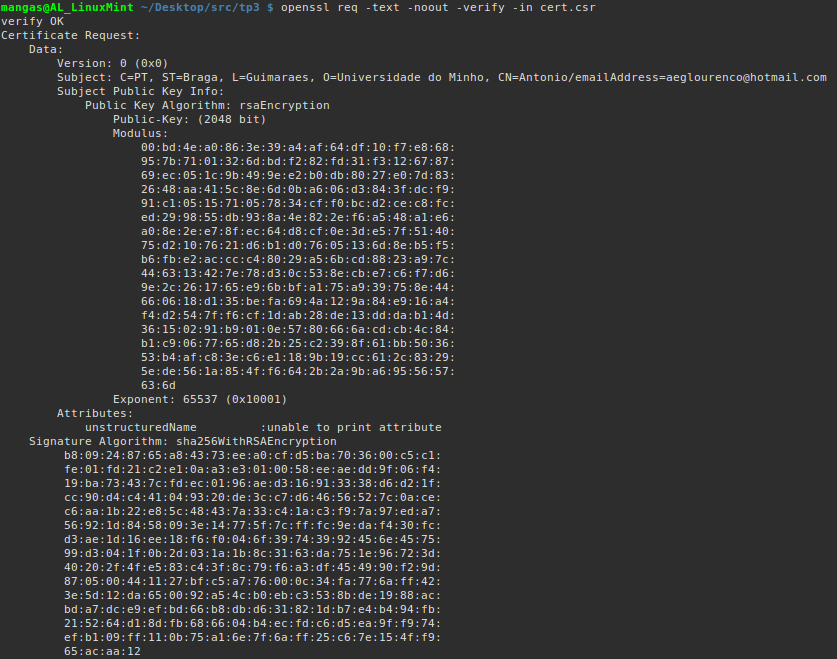 mangas@AL_LinuxMint ~/Desktop/src/tp3 $ openssl req -text -noout -verify -in cert.csr
verify OK
Certificate Request:
Data:
Version: 0 (0x0)
Subject: C=PT, ST=Braga, L=Guimaraes, O=Universidade do Minho, CN=Antonio/emailAddress=aeglourenco@hotmail.com
Subject Public Key Info:
Public Key Algorithm: rsaEncryption
Public-Key: (2048 bit)
Modulus:
00:bd:4e:a0:86:3e:39:a4:af:64:df:10:f7:e8:68:
95:7b:71:01:32:6d:bd:f2:82:fd:31:f3:12:67:87:
69:ec:05:1c:9b:49:9e:e2:b0:db:80:27:e0:7d:83:
26:48:aa:41:5c:8e:6d:0b:a6:06:d3:84:3f:dc:f9:
91:c1:05:15:71:05:78:34:cf:f0:bc:d2:ce:c8:fc:
ed:29:98:55:db:93:8a:4e:82:2e:f6:a5:48:a1:e6:
a0:8e:2e:e7:8f:ec:64:d8:cf:0e:3d:e5:7f:51:40:
75:d2:10:76:21:d6:b1:d0:76:05:13:6d:8e:b5:f5:
b6:fb:e2:ac:cc:c4:80:29:a5:6b:cd:88:23:a9:7c:
44:63:13:42:7e:78:d3:0c:53:8e:cb:e7:c6:f7:d6:
9e:2c:26:17:65:e9:6b:bf:a1:75:a9:39:75:8e:44:
66:06:18:d1:35:be:fa:69:4a:12:9a:84:e9:16:a4:
f4:d2:54:7f:f6:cf:1d:ab:28:de:13:dd:da:b1:4d:
36:15:02:91:b9:01:0e:57:80:66:6a:cd:cb:4c:84:
b1:c9:06:77:65:d8:2b:25:c2:39:8f:61:bb:50:36:
53:b4:af:c8:3e:c6:e1:18:9b:19:cc:61:2c:83:29:
5e:de:56:1a:85:4f:f6:64:2b:2a:9b:a6:95:56:57:
63:6d
Exponent: 65537 (0x10001)
Attributes:
unstructuredName :unable to print attribute
Signature Algorithm: sha256WithRSAEncryption
b8:09:24:87:65:a8:43:73:ee:a0:cf:d5:ba:70:36:00:c5:c1:
fe:01:fd:21:c2:e1:0a:a3:e3:01:00:58:ee:ae:dd:9f:06:f4:
19:ba:73:43:7c:fd:ec:01:96:ae:d3:16:91:33:38:d6:d2:1f:
cc:90:d4:c4:41:04:93:20:de:3c:c7:d6:46:56:52:7c:0a:ce:
c6:aa:1b:22:e8:5c:48:43:7a:33:c4:1a:c3:f9:7a:97:ed:a7:
56:92:1d:84:58:09:3e:14:77:5f:7c:ff:fc:9e:da:f4:30:fc:
d3:ae:1d:16:ee:18:f6:f0:04:6f:39:74:39:92:45:6e:45:75:
99:d3:04:1f:0b:2d:03:1a:1b:8c:31:63:da:75:1e:96:72:3d:
40:20:2f:4f:e5:83:c4:3f:8c:79:f6:a3:df:45:49:90:f2:9d:
87:05:00:44:11:27:bf:c5:a7:76:00:0c:34:fa:77:6a:ff:42:
3e:5d:12:da:65:00:92:a5:4c:b0:eb:c3:53:8b:de:19:88:ac:
bd:a7:dc:e9:ef:bd:66:b8:db:d6:31:82:1d:b7:e4:b4:94:fb:
21:52:64:d1:8d:fb:68:66:04:b4:ec:fd:c6:d5:ea:9f:f9:74:
ef:b1:09:ff:11:0b:75:a1:6e:7f:6a:ff:25:c6:7e:15:4f:f9:
65:ac:aa:12